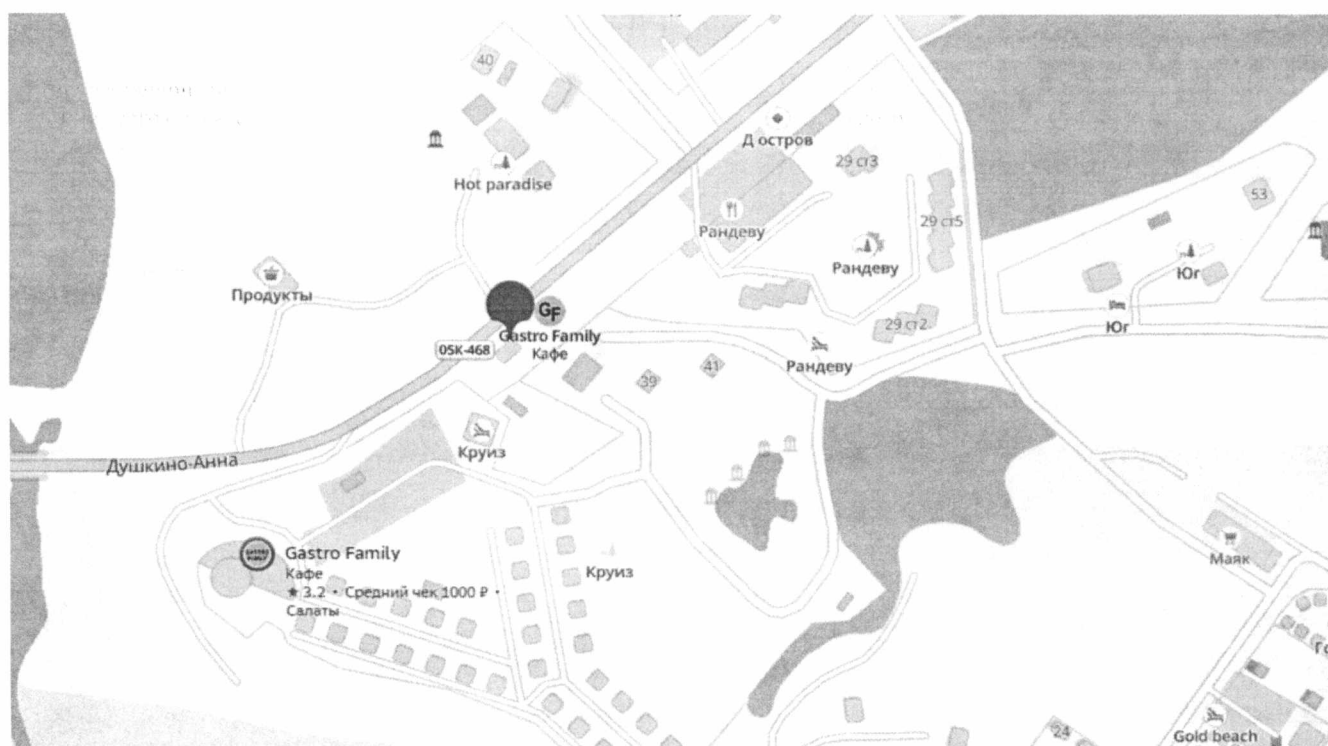 40
Д остров
Hot paradise
29 ст3
Рандеву
29 ст5
53
Рандеву
Юг
Продукты
GF
Gastro Family
Кафе
05К-468
29 ст2
Юг
Рандеву
39
41
Круиз
Душкино-Анна
Gastro Family
Кафе
★ 3.2 • Средний чек 1000 ₽ •
Салаты
Круиз
Маяк
24
Gold beach